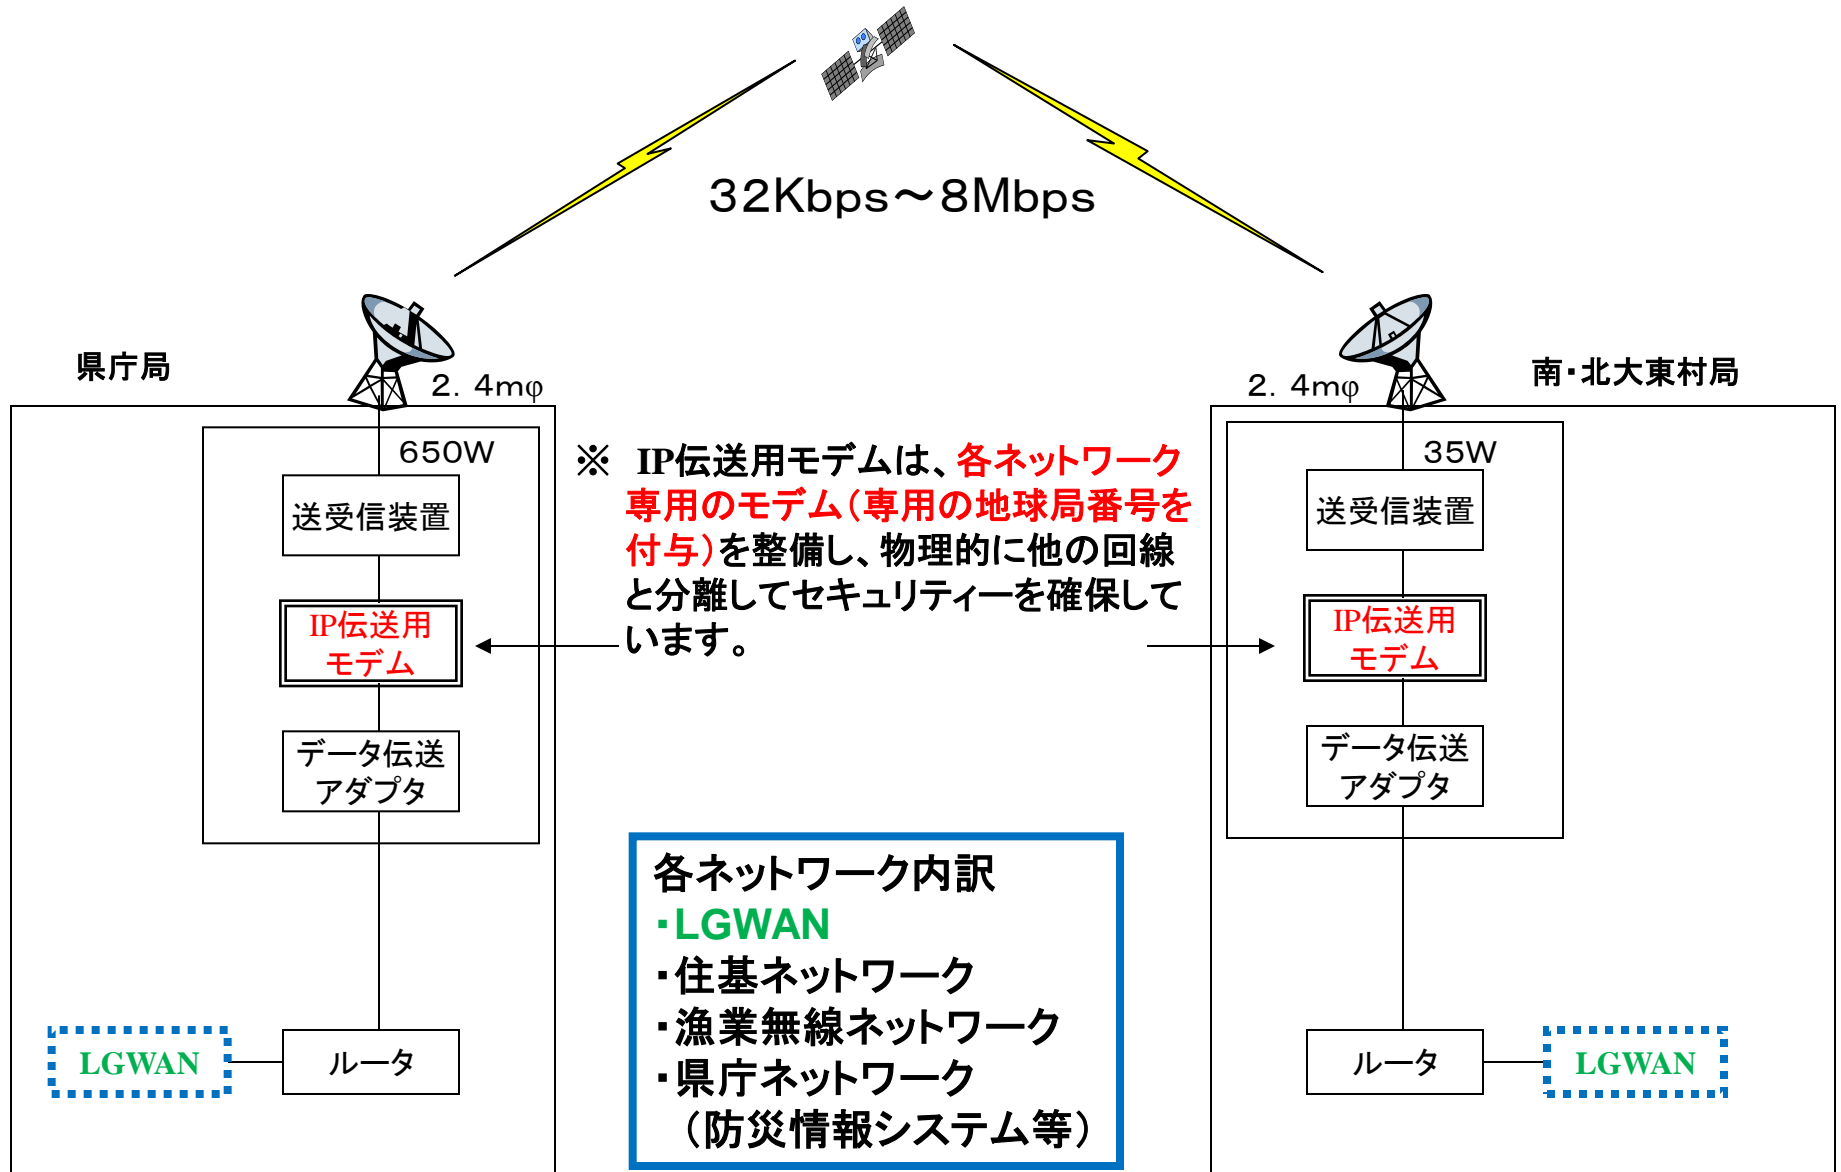 32Kbps～8Mbps
県庁局
2．4mφ
2．4mφ
南・北大東村局
650W
送受信装置
IP伝送用
モデム
データ伝送
アダプタ
ルータ
LGWAN
※　IP伝送用モデムは、各ネットワーク
専用のモデム（専用の地球局番号を
付与）を整備し、物理的に他の回線
と分離してセキュリティーを確保して
います。
各ネットワーク内訳
・LGWAN
・住基ネットワーク
・漁業無線ネットワーク
・県庁ネットワーク
（防災情報システム等）
35W
送受信装置
IP伝送用
モデム
データ伝送
アダプタ
ルータ
LGWAN